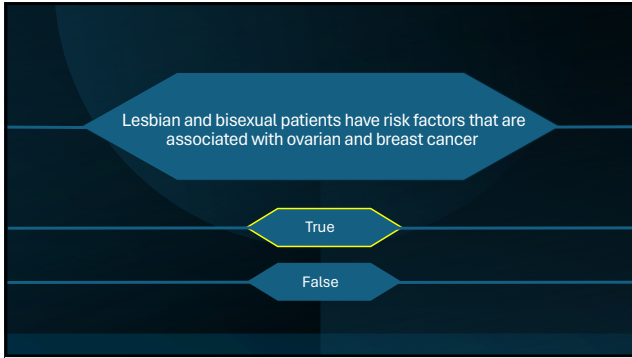 Lesbian and bisexual patients have risk factors that are
associated with ovarian and breast cancer
True
False